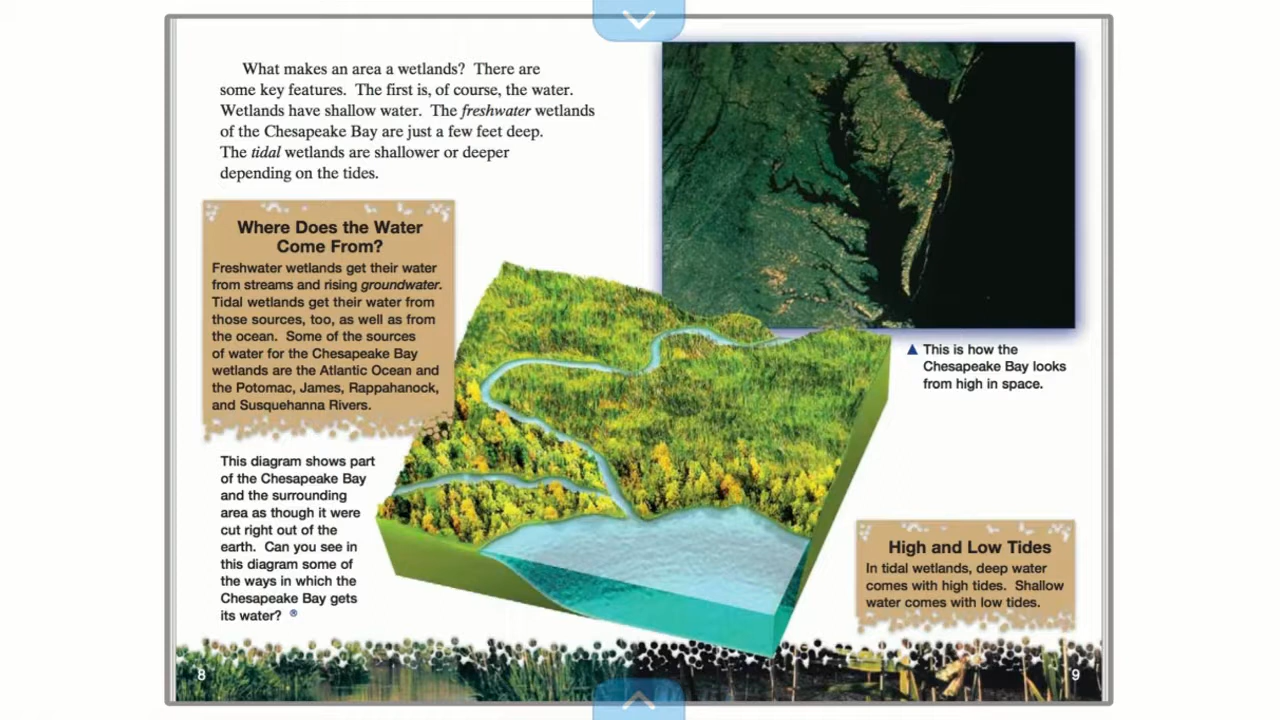 What makes an area a wetlands? There are
some key features. The first is, of course, the water.
Wetlands have shallow water. The freshwater wetlands
of the Chesapeake Bay are just a few feet deep.
The tidal wetlands are shallower or deeper
depending on the tides.
Where Does the Water
Come From?
Freshwater wetlands get their water
from streams and rising groundwater.
Tidal wetlands get their water from
those sources, too, as well as from
the ocean. Some of the sources
of water for the Chesapeake Bay
wetlands are the Atlantic Ocean and
the Potomac, James, Rappahanock,
and Susquehanna Rivers.
This diagram shows part
of the Chesapeake Bay
and the surrounding
area as though it were
cut right out of the
earth. Can you see in
this diagram some of
the ways in which the
Chesapeake Bay gets
its water?
8
▲ This is how the
Chesapeake Bay looks
from high in space.
High and Low Tides
In tidal wetlands, deep water
comes with high tides. Shallow
water comes with low tides.
9